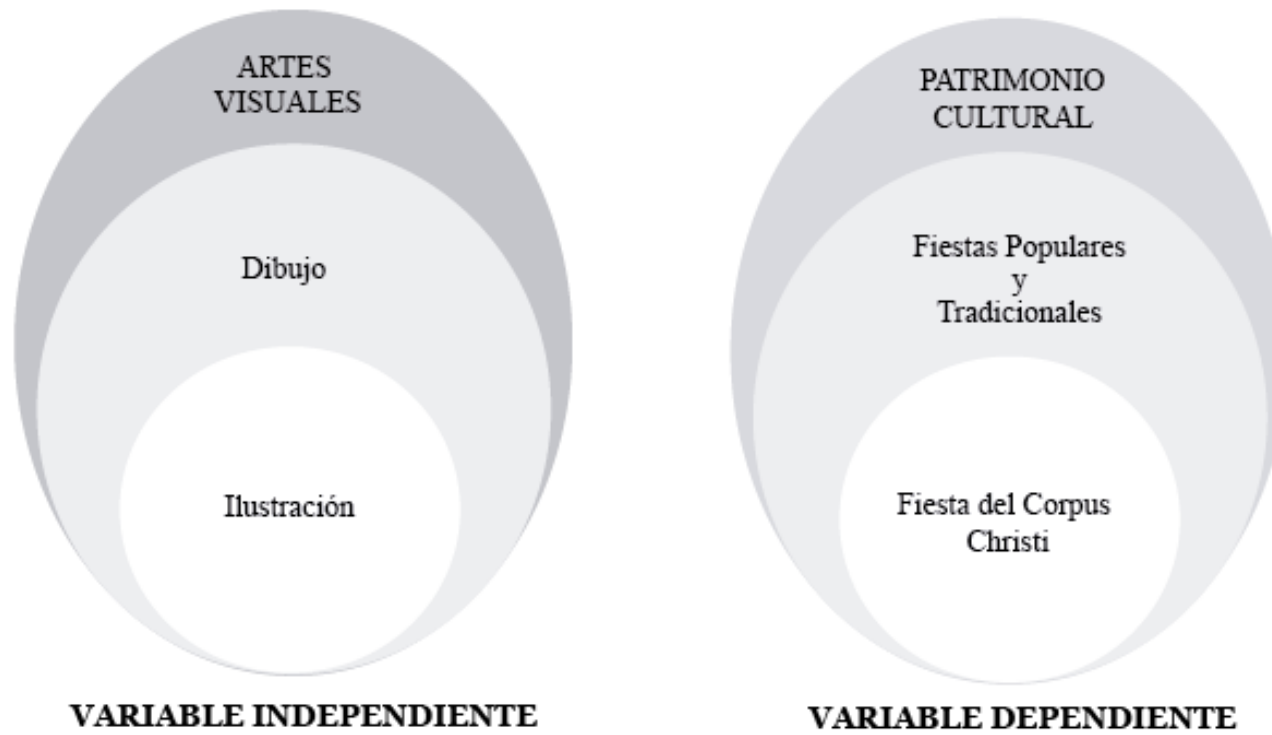 ARTES
VISUALES
Dibujo
Ilustración
VARIABLE INDEPENDIENTE
PATRIMONIO
CULTURAL
Fiestas Populares
y
Tradicionales
Fiesta del Corpus
Christi
VARIABLE DEPENDIENTE